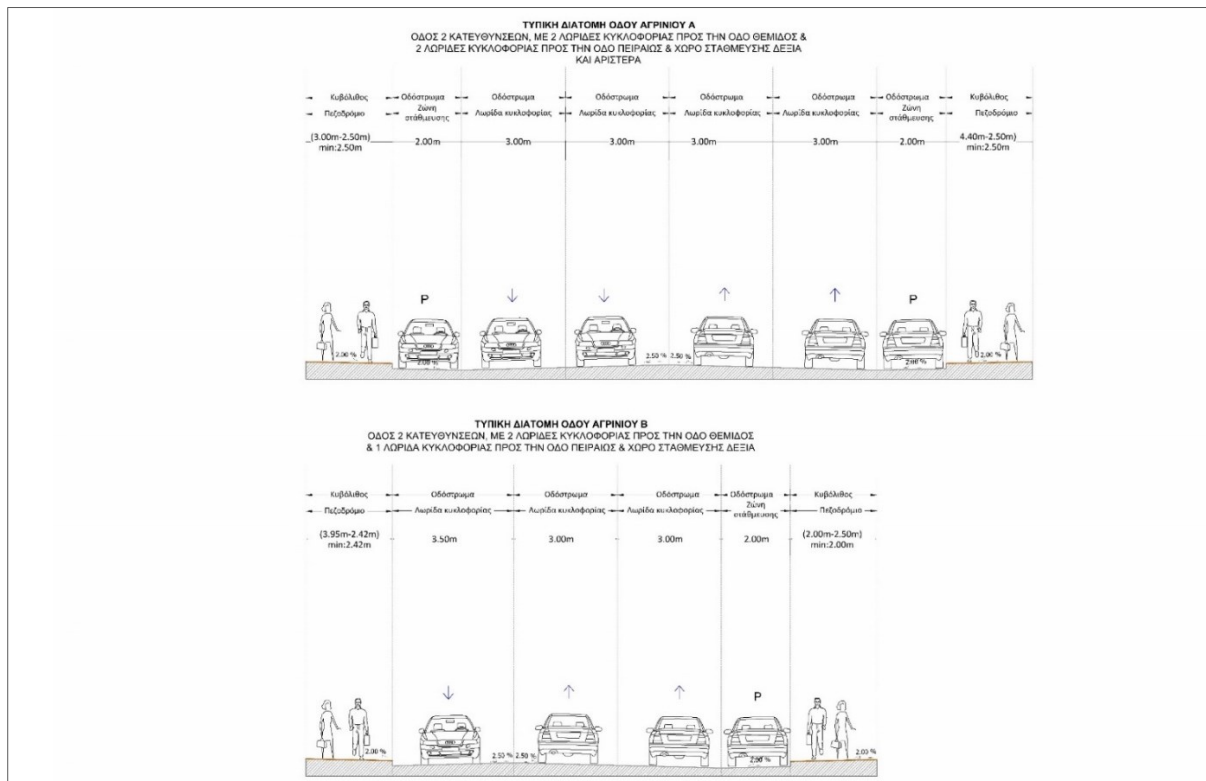 ΤΥΠΙΚΗ ΔΙΑΤΟΜΗ ΟΔΟΥ ΑΓΡΙΝΙΟΥ Α
ΟΔΟΣ 2 ΚΑΤΕΥΘΥΝΣΕΩΝ, ΜΕ 2 ΛΩΡΙΔΕΣ ΚΥΚΛΟΦΟΡΙΑΣ ΠΡΟΣ ΤΗΝ ΟΔΟ ΘΕΜΙΔΟΣ &
2 ΛΩΡΙΔΕΣ ΚΥΚΛΟΦΟΡΙΑΣ ΠΡΟΣ ΤΗΝ ΟΔΟ ΠΕΙΡΑΙΩΣ & ΧΩΡΟ ΣΤΑΘΜΕΥΣΗΣ ΔΕΞΙΑ
ΚΑΙ ΑΡΙΣΤΕΡΑ
Κυβόλιθος Οδόστρωμα Οδόστρωμα Οδόστρωμα Οδόστρωμα Οδόστρωμα Οδόστρωμα Κυβόλιθος
Πεζοδρόμιο Ζώνη στάθμευσης Λωρίδα κυκλοφορίας Λωρίδα κυκλοφορίας Λωρίδα κυκλοφορίας Λωρίδα κυκλοφορίας Ζώνη στάθμευσης Πεζοδρόμιο
(3.00m-2.50m) 2.00m 3.00m 3.00m 3.00m 3.00m 2.00m 4.40m-2.50m)
min:2.50m min:2.50m
P P
2.00 % 2.00 % 2.50 % 2.50 % 2.00 % 2.00 %
ΤΥΠΙΚΗ ΔΙΑΤΟΜΗ ΟΔΟΥ ΑΓΡΙΝΙΟΥ Β
ΟΔΟΣ 2 ΚΑΤΕΥΘΥΝΣΕΩΝ, ΜΕ 2 ΛΩΡΙΔΕΣ ΚΥΚΛΟΦΟΡΙΑΣ ΠΡΟΣ ΤΗΝ ΟΔΟ ΘΕΜΙΔΟΣ
& 1 ΛΩΡΙΔΑ ΚΥΚΛΟΦΟΡΙΑΣ ΠΡΟΣ ΤΗΝ ΟΔΟ ΠΕΙΡΑΙΩΣ & ΧΩΡΟ ΣΤΑΘΜΕΥΣΗΣ ΔΕΞΙΑ
Κυβόλιθος Οδόστρωμα Οδόστρωμα Οδόστρωμα Οδόστρωμα Κυβόλιθος
Πεζοδρόμιο Λωρίδα κυκλοφορίας Λωρίδα κυκλοφορίας Λωρίδα κυκλοφορίας Ζώνη στάθμευσης Πεζοδρόμιο
(3.95m-2.42m) 3.50m 3.00m 3.00m 2.00m (2.00m-2.50m)
min:2.42m min:2.00m
P
2.00 % 2.50 % 2.50 % 2.00 % 2.00 %